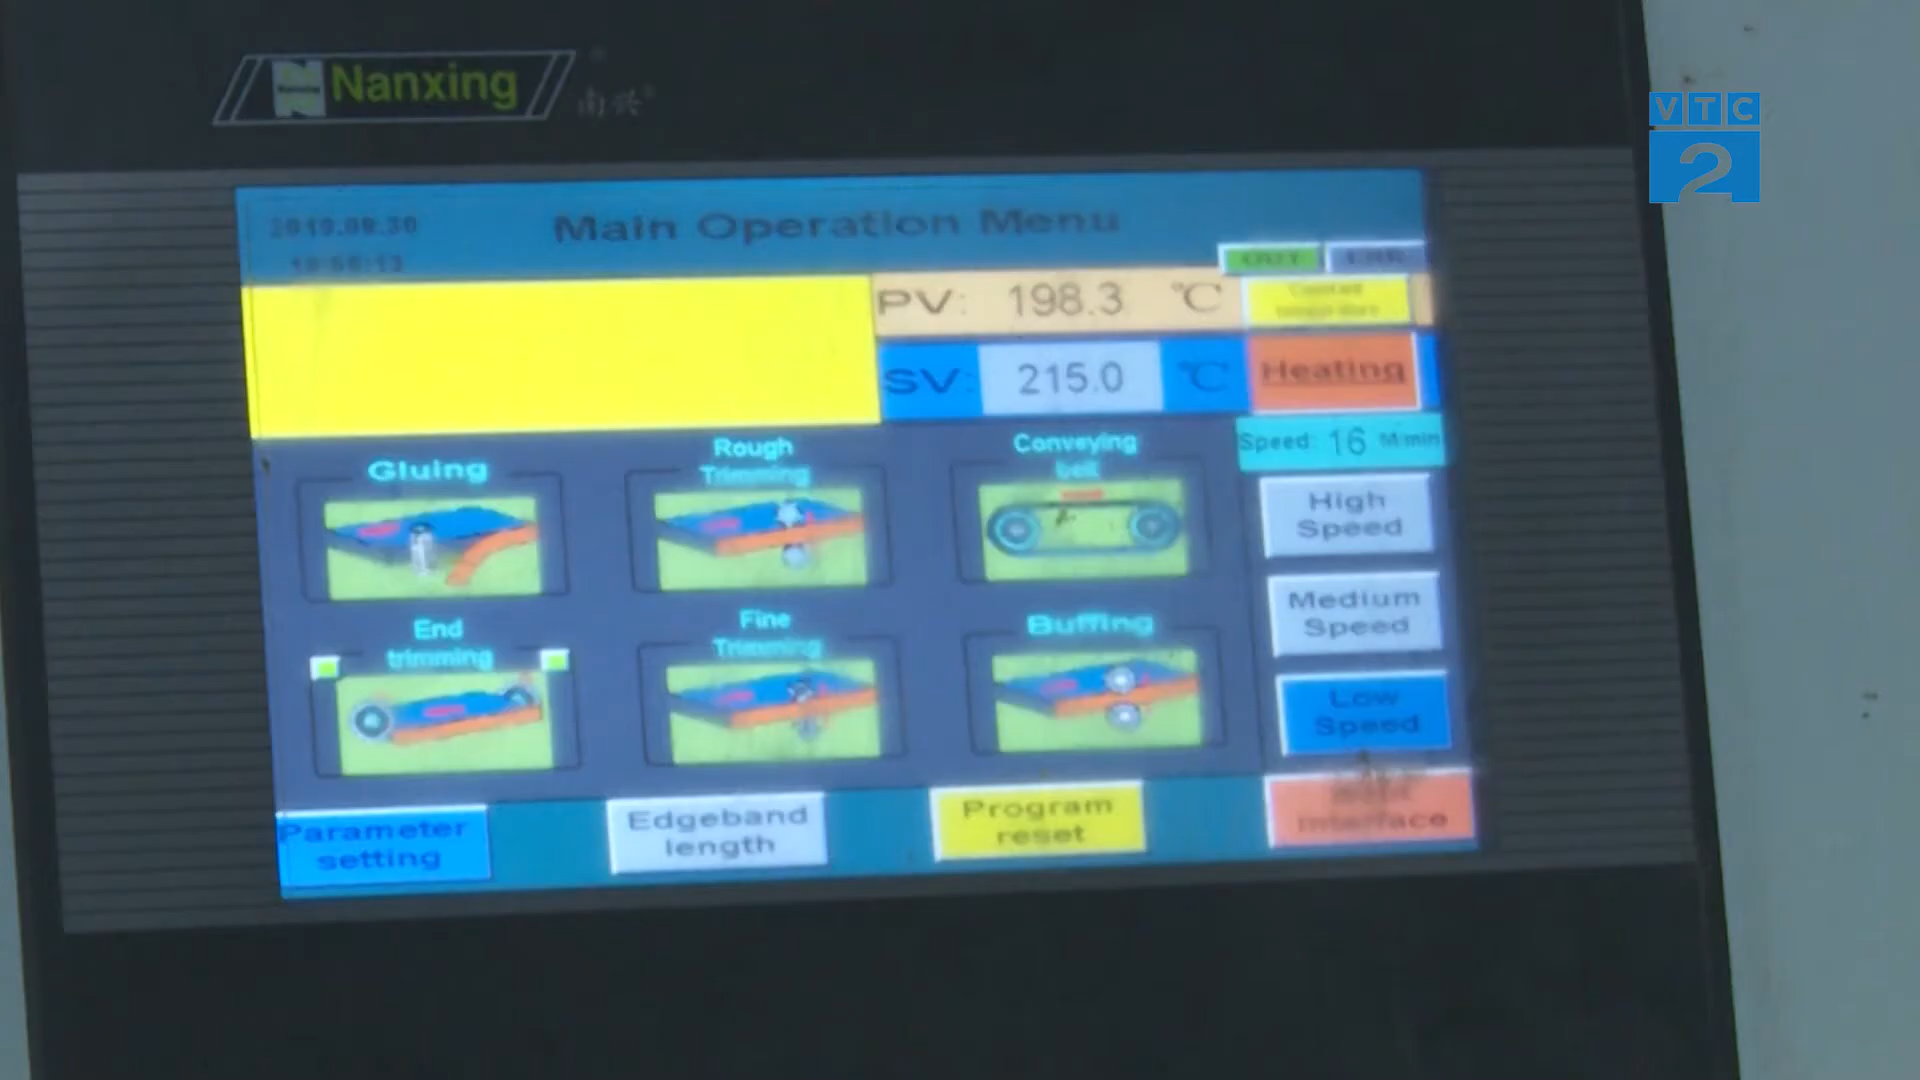 Nanxing
南兴
VTC
2
Main Operation Menu
OUT
PV: 198.3 °C
SV: 215.0 °C
Heating
Speed: 16 M/min
Gluing
Rough
Trimming
Conveying
belt
High
Speed
Medium
Speed
Low
Speed
End
trimming
Fine
Trimming
Buffing
Parameter
setting
Edgeband
length
Program
reset
Interface